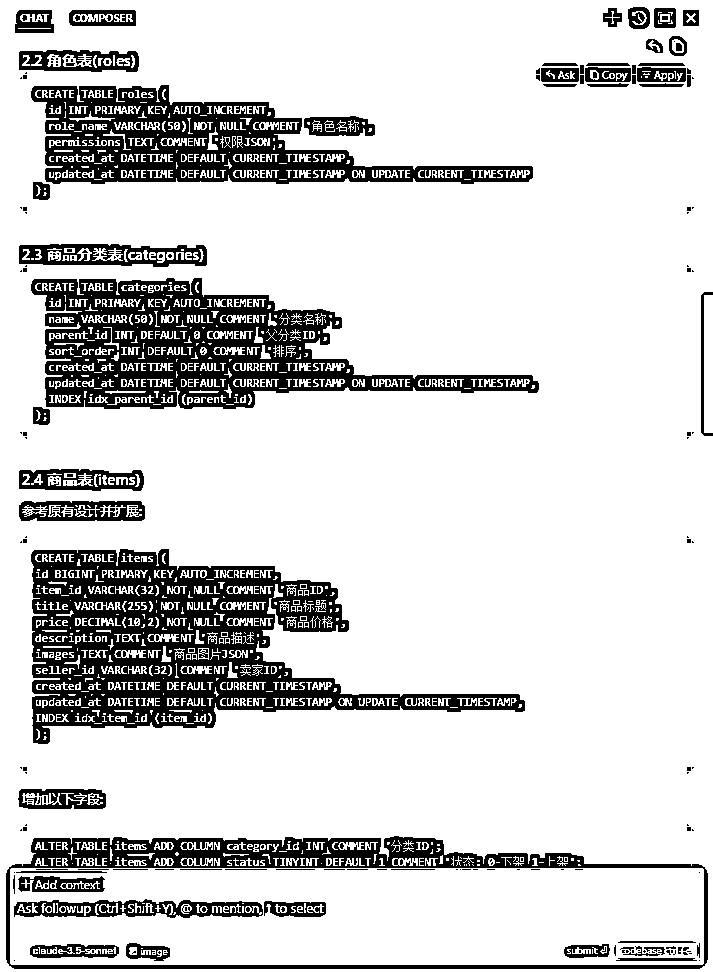 CHAT COMPOSER
2.2 角色表(roles)
Ask Copy Apply
CREATE TABLE roles (
id INT PRIMARY KEY AUTO_INCREMENT,
role_name VARCHAR(50) NOT NULL COMMENT '角色名称',
permissions TEXT COMMENT '权限JSON',
created_at DATETIME DEFAULT CURRENT_TIMESTAMP,
updated_at DATETIME DEFAULT CURRENT_TIMESTAMP ON UPDATE CURRENT_TIMESTAMP
);
2.3 商品分类表(categories)
CREATE TABLE categories (
id INT PRIMARY KEY AUTO_INCREMENT,
name VARCHAR(50) NOT NULL COMMENT '分类名称',
parent_id INT DEFAULT 0 COMMENT '父分类ID',
sort_order INT DEFAULT 0 COMMENT '排序',
created_at DATETIME DEFAULT CURRENT_TIMESTAMP,
updated_at DATETIME DEFAULT CURRENT_TIMESTAMP ON UPDATE CURRENT_TIMESTAMP,
INDEX idx_parent_id (parent_id)
);
2.4 商品表(items)
参考原有设计并扩展:
CREATE TABLE items (
id BIGINT PRIMARY KEY AUTO_INCREMENT,
item_id VARCHAR(32) NOT NULL COMMENT '商品ID',
title VARCHAR(255) NOT NULL COMMENT '商品标题',
price DECIMAL(10,2) NOT NULL COMMENT '商品价格',
description TEXT COMMENT '商品描述',
images TEXT COMMENT '商品图片JSON',
seller_id VARCHAR(32) COMMENT '卖家ID',
created_at DATETIME DEFAULT CURRENT_TIMESTAMP,
updated_at DATETIME DEFAULT CURRENT_TIMESTAMP ON UPDATE CURRENT_TIMESTAMP,
INDEX idx_item_id (item_id)
);
增加以下字段:
ALTER TABLE items ADD COLUMN category_id INT COMMENT '分类ID';
ALTER TABLE items ADD COLUMN status TINYINT DEFAULT 1 COMMENT '状态: 0-下架 1-上架';
+ Add context
Ask followup (Ctrl+Shift+Y), @ to mention, ↑ to select
claude-3.5-sonnet image submit codebase